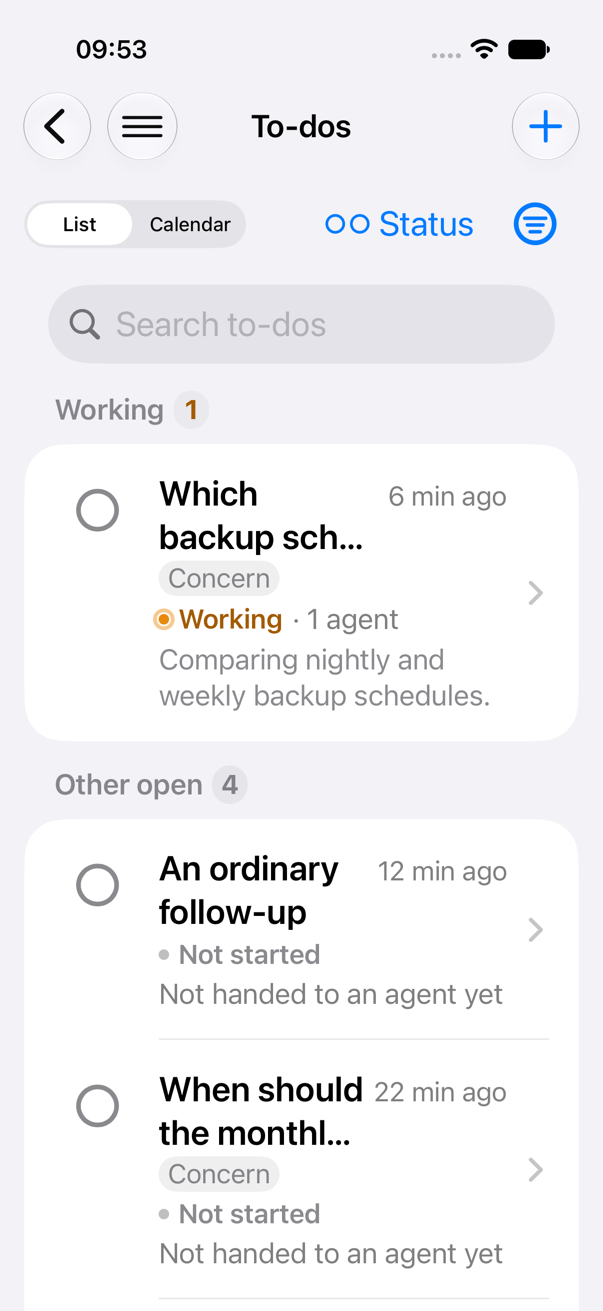 09:53
To-dos
List
Calendar
Status
Search to-dos
Working 1
Which 6 min ago
backup sch...
Concern
Working · 1 agent
Comparing nightly and
weekly backup schedules.
Other open 4
An ordinary 12 min ago
follow-up
Not started
Not handed to an agent yet
When should 22 min ago
the monthl...
Concern
Not started
Not handed to an agent yet